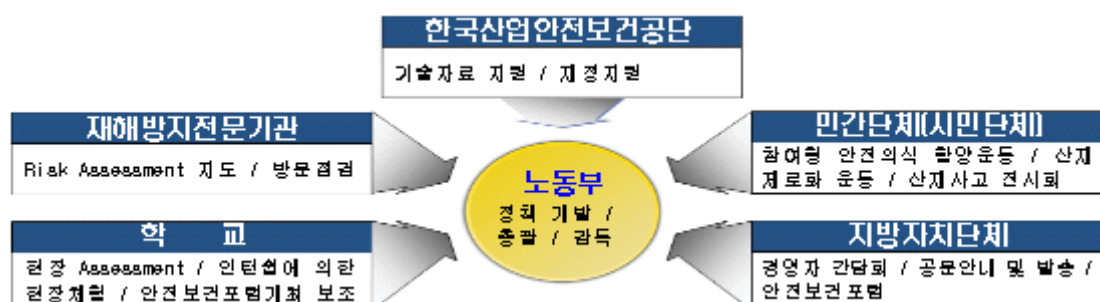 한국산업안전보건공단
기술자료 지원 / 재정지원
재해방지전문기관
Risk Assessment 지도 / 방문점검
민간단체(시민단체)
참여형 안전의식 함양운동 / 산재
제로화 운동 / 산재사고 전시회
노동부
정책 개발 /
총괄 / 감독
학 교
현장 Assessment / 인턴쉽에 의한
현장체험 / 안전보건포럼개최 보조
지방자치단체
경영자 간담회 / 공문안내 및 발송 /
안전보건포럼